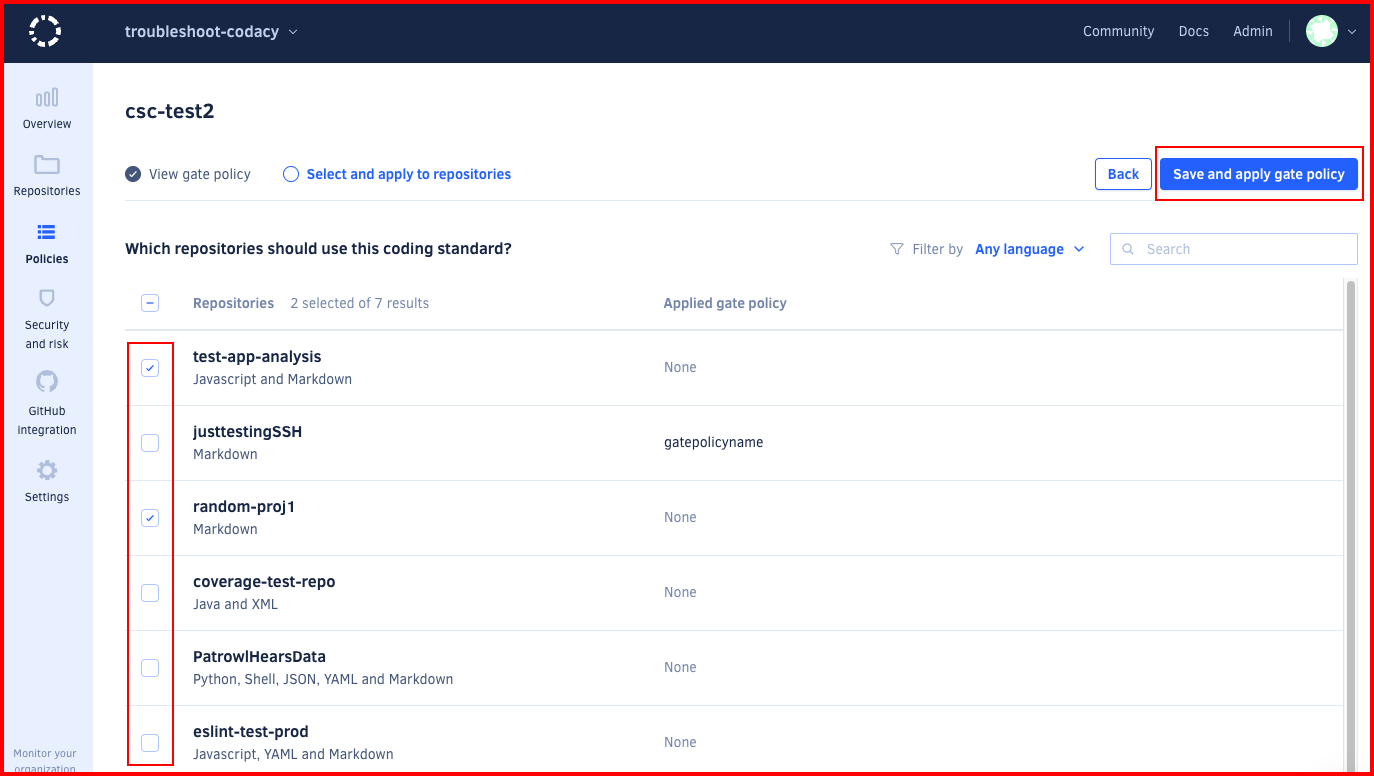 troubleshoot-codacy
Community
Docs
Admin
Overview
Repositories
Policies
Security
and risk
GitHub
integration
Settings
Monitor your
organization
csc-test2
View gate policy
Select and apply to repositories
Back
Save and apply gate policy
Which repositories should use this coding standard?
Filter by Any language
Search
Repositories 2 selected of 7 results
Applied gate policy
test-app-analysis
Javascript and Markdown
None
justtestingSSH
Markdown
gatepolicyname
random-proj1
Markdown
None
coverage-test-repo
Java and XML
None
PatrowlHearsData
Python, Shell, JSON, YAML and Markdown
None
eslint-test-prod
Javascript, YAML and Markdown
None